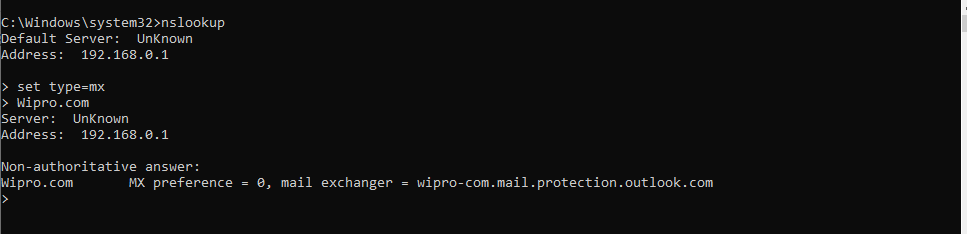 C:\Windows\system32>nslookup
Default Server:  UnKnown
Address:  192.168.0.1
> set type=mx
> Wipro.com
Server:  UnKnown
Address:  192.168.0.1
Non-authoritative answer:
Wipro.com       MX preference = 0, mail exchanger = wipro-com.mail.protection.outlook.com
>